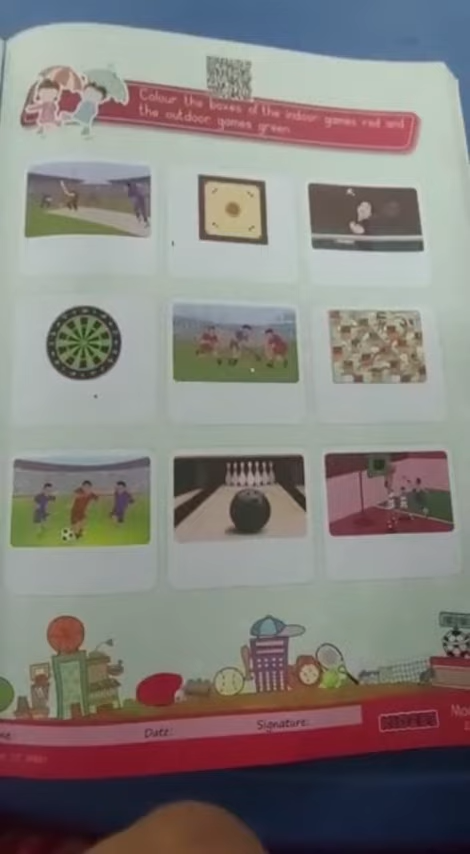 Colour the boxes of the indoor games red and
the outdoor games green
Date:
Signature: